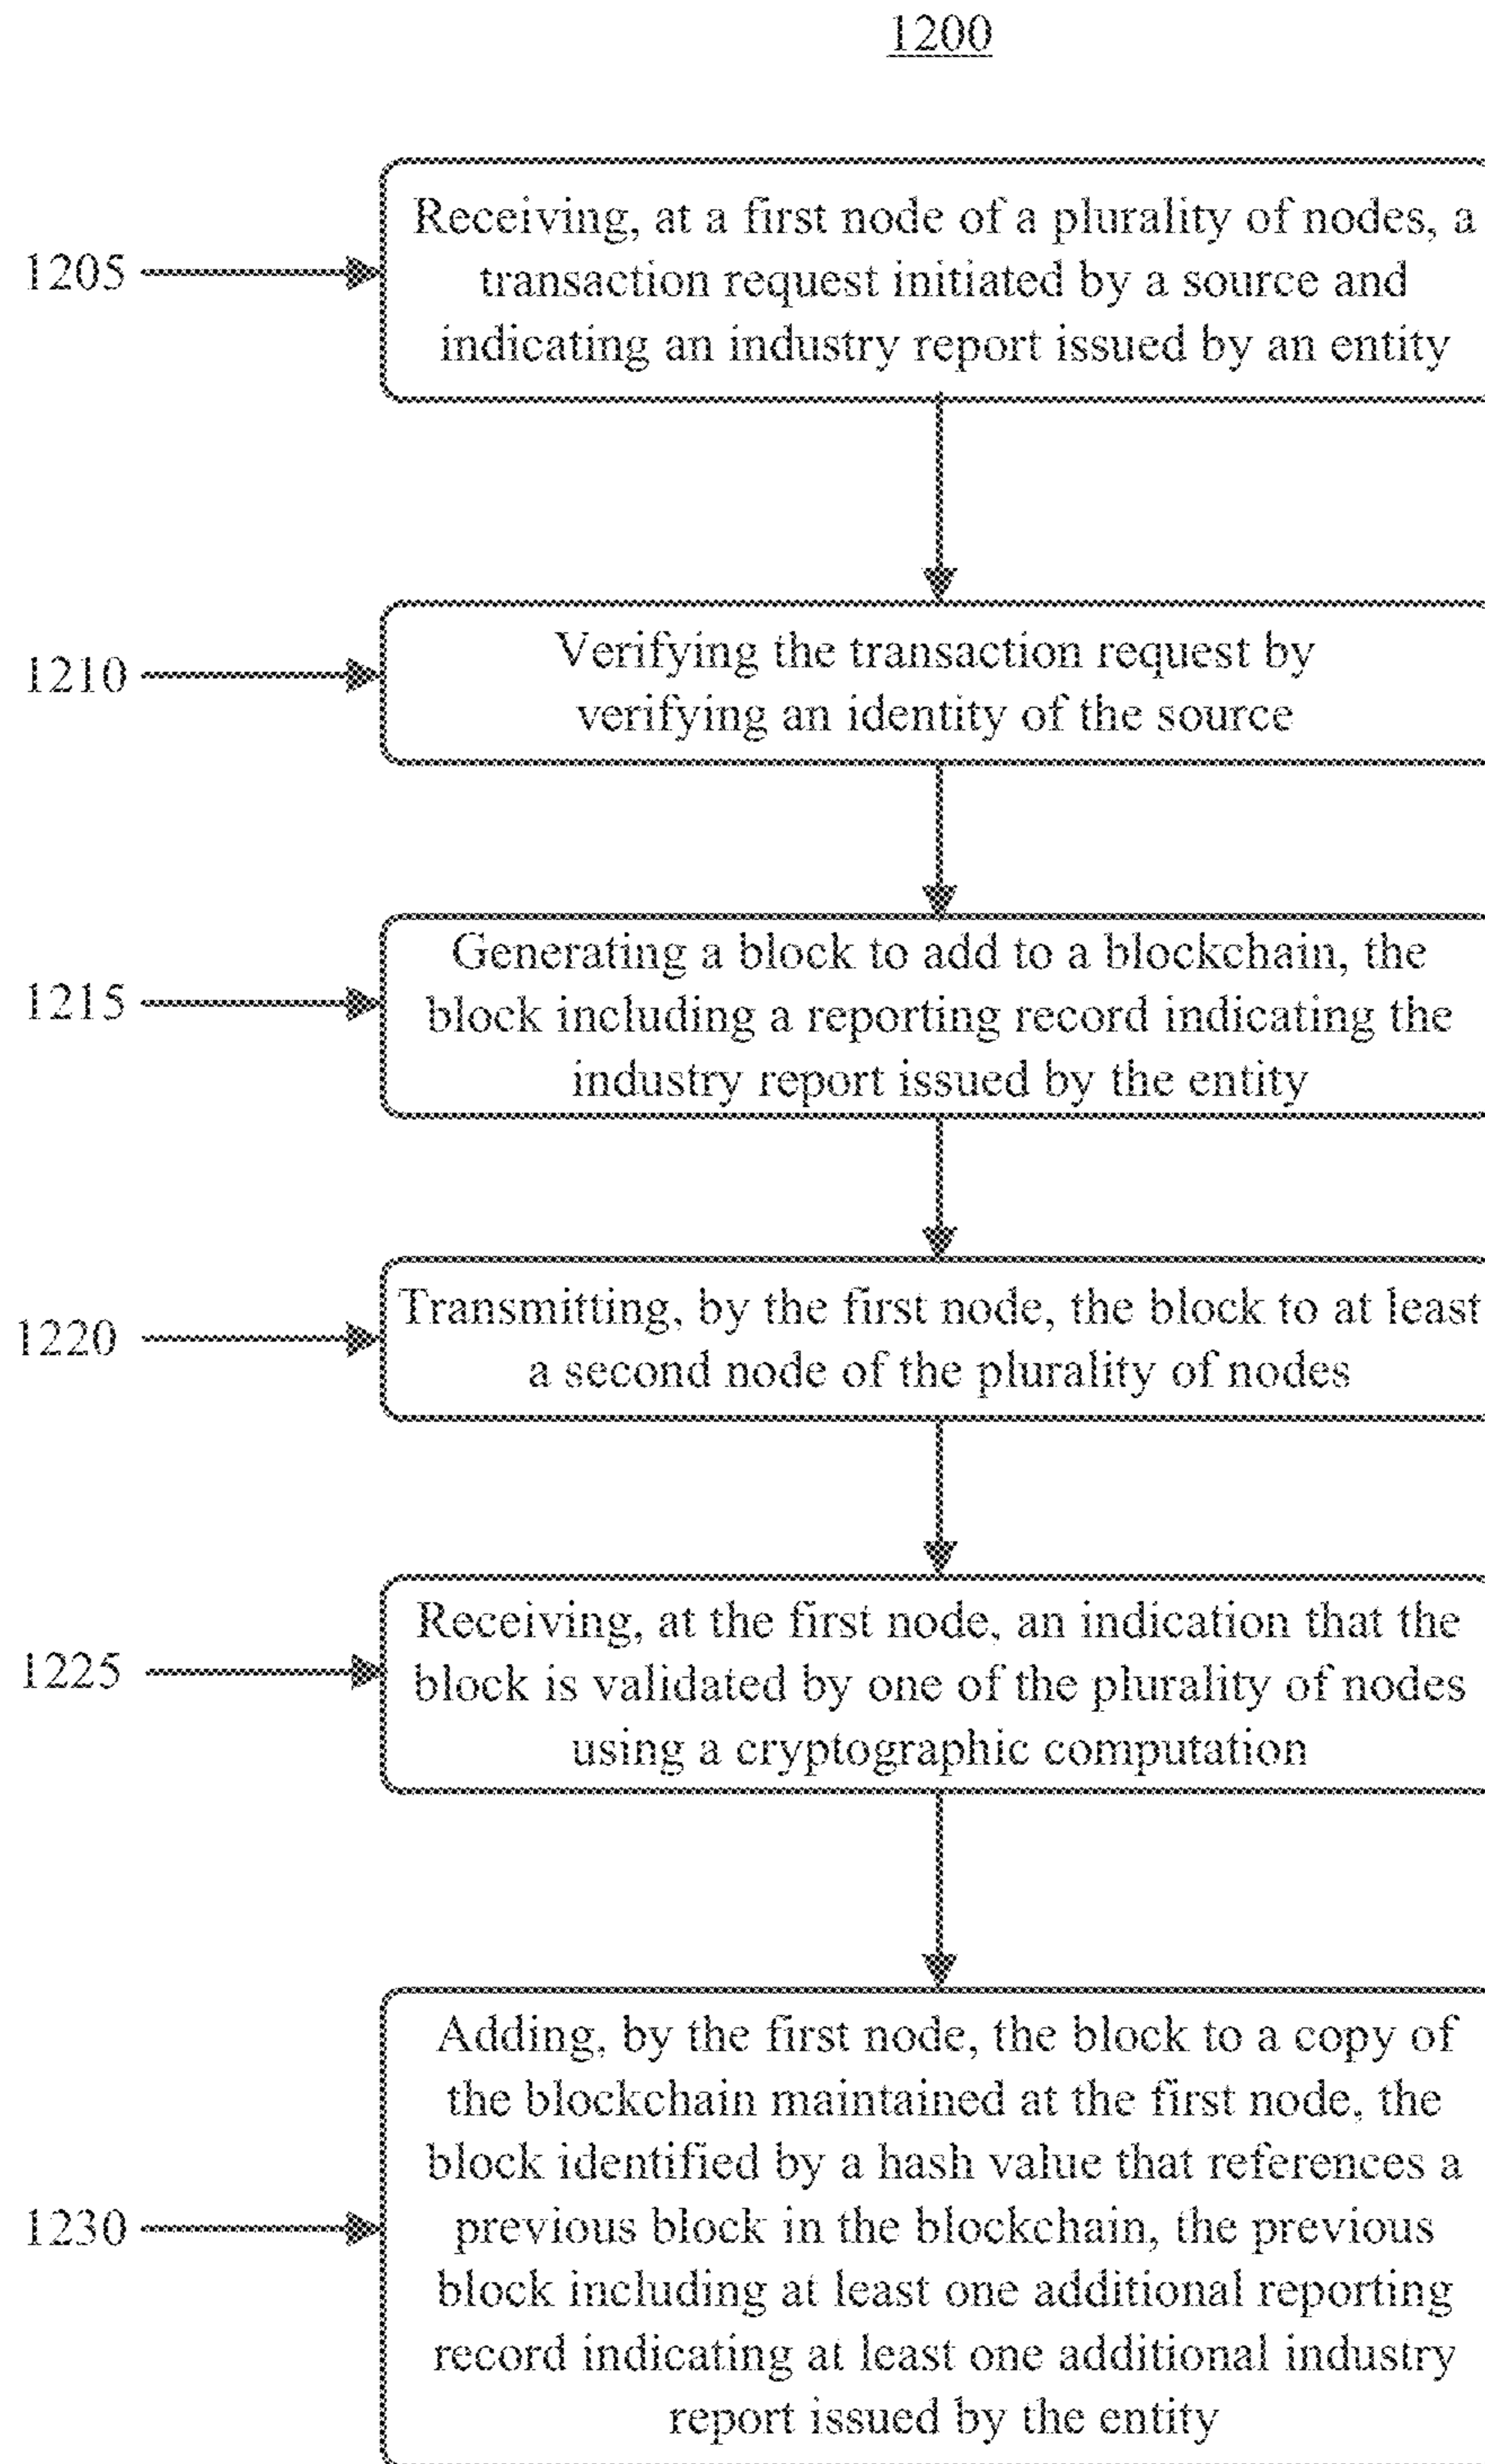 1200
1205
Receiving, at a first node of a plurality of nodes, a
transaction request initiated by a source and
indicating an industry report issued by an entity
1210
Verifying the transaction request by
verifying an identity of the source
1215
Generating a block to add to a blockchain, the
block including a reporting record indicating the
industry report issued by the entity
1220
Transmitting, by the first node, the block to at least
a second node of the plurality of nodes
1225
Receiving, at the first node, an indication that the
block is validated by one of the plurality of nodes
using a cryptographic computation
1230
Adding, by the first node, the block to a copy of
the blockchain maintained at the first node, the
block identified by a hash value that references a
previous block in the blockchain, the previous
block including at least one additional reporting
record indicating at least one additional industry
report issued by the entity